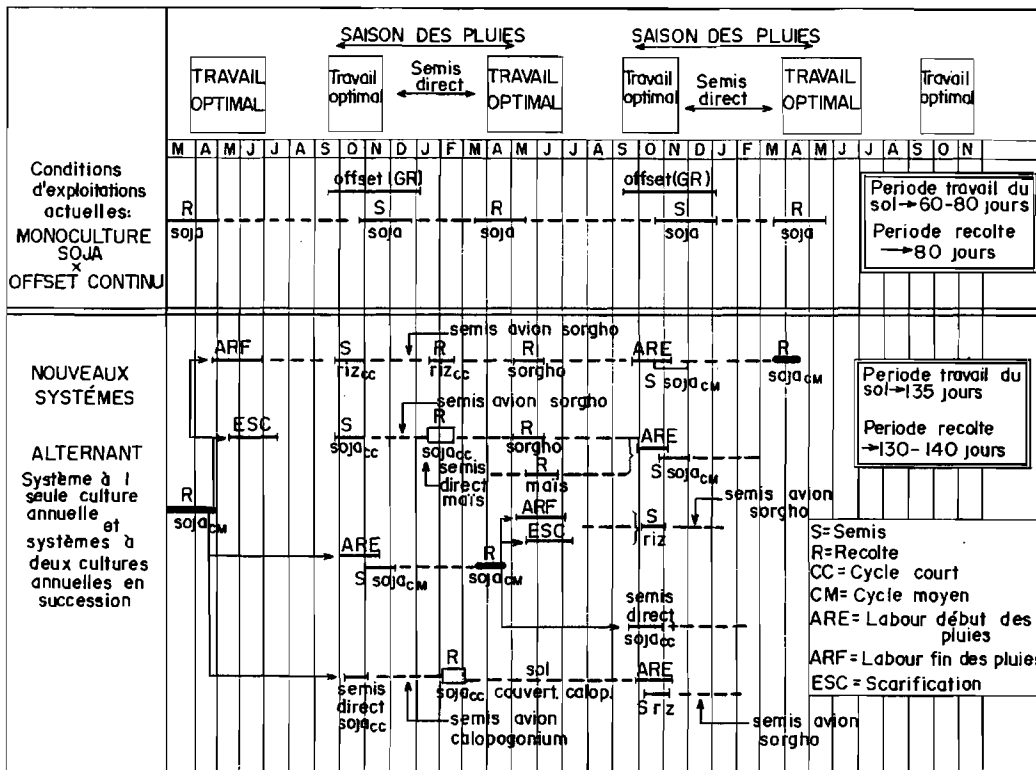 SAISON DES PLUIES
SAISON DES PLUIES
TRAVAIL
OPTIMAL
Travail
optimal
Semis
direct
TRAVAIL
OPTIMAL
Travail
optimal
Semis
direct
TRAVAIL
OPTIMAL
Travail
optimal
M A M J J A S O N D J F M A M J J A S O N D J F M A M J J A S O N
Conditions
d'exploitations
actuelles:
MONOCULTURE
SOJA
×
OFFSET CONTINU
offset (GR)
offset(GR)
R
soja
S
soja
R
soja
S
soja
R
soja
Periode travail du
sol→60-80 jours
Periode recolte
→80 jours
NOUVEAUX
SYSTÉMES
ALTERNANT
Système à 1
seule culture
annuelle
et
systèmes à
deux cultures
annuelles en
succession
semis avion sorgho
ARF
S
riz CC
R
riz CC
R
sorgho
ARE
S soja CM
R
soja CM
semis avion sorgho
ESC
S
soja CC
R
soja CC
R
sorgho
ARE
S soja CM
semis
direct
maïs
R
maïs
R
soja CM
ARF
ESC
S
riz
semis avion
sorgho
ARE
S soja CM
R
soja CM
semis
direct
soja CC
semis
direct
soja CC
R
soja CC
sol
couvert. calop.
ARE
S riz
semis avion
calopogonium
semis avion
sorgho
Periode travail du
sol→135 jours
Periode recolte
→130-140 jours
S=Semis
R=Recolte
CC=Cycle court
CM=Cycle moyen
ARE=Labour début des
pluies
ARF=Labour fin des pluies
ESC=Scarification